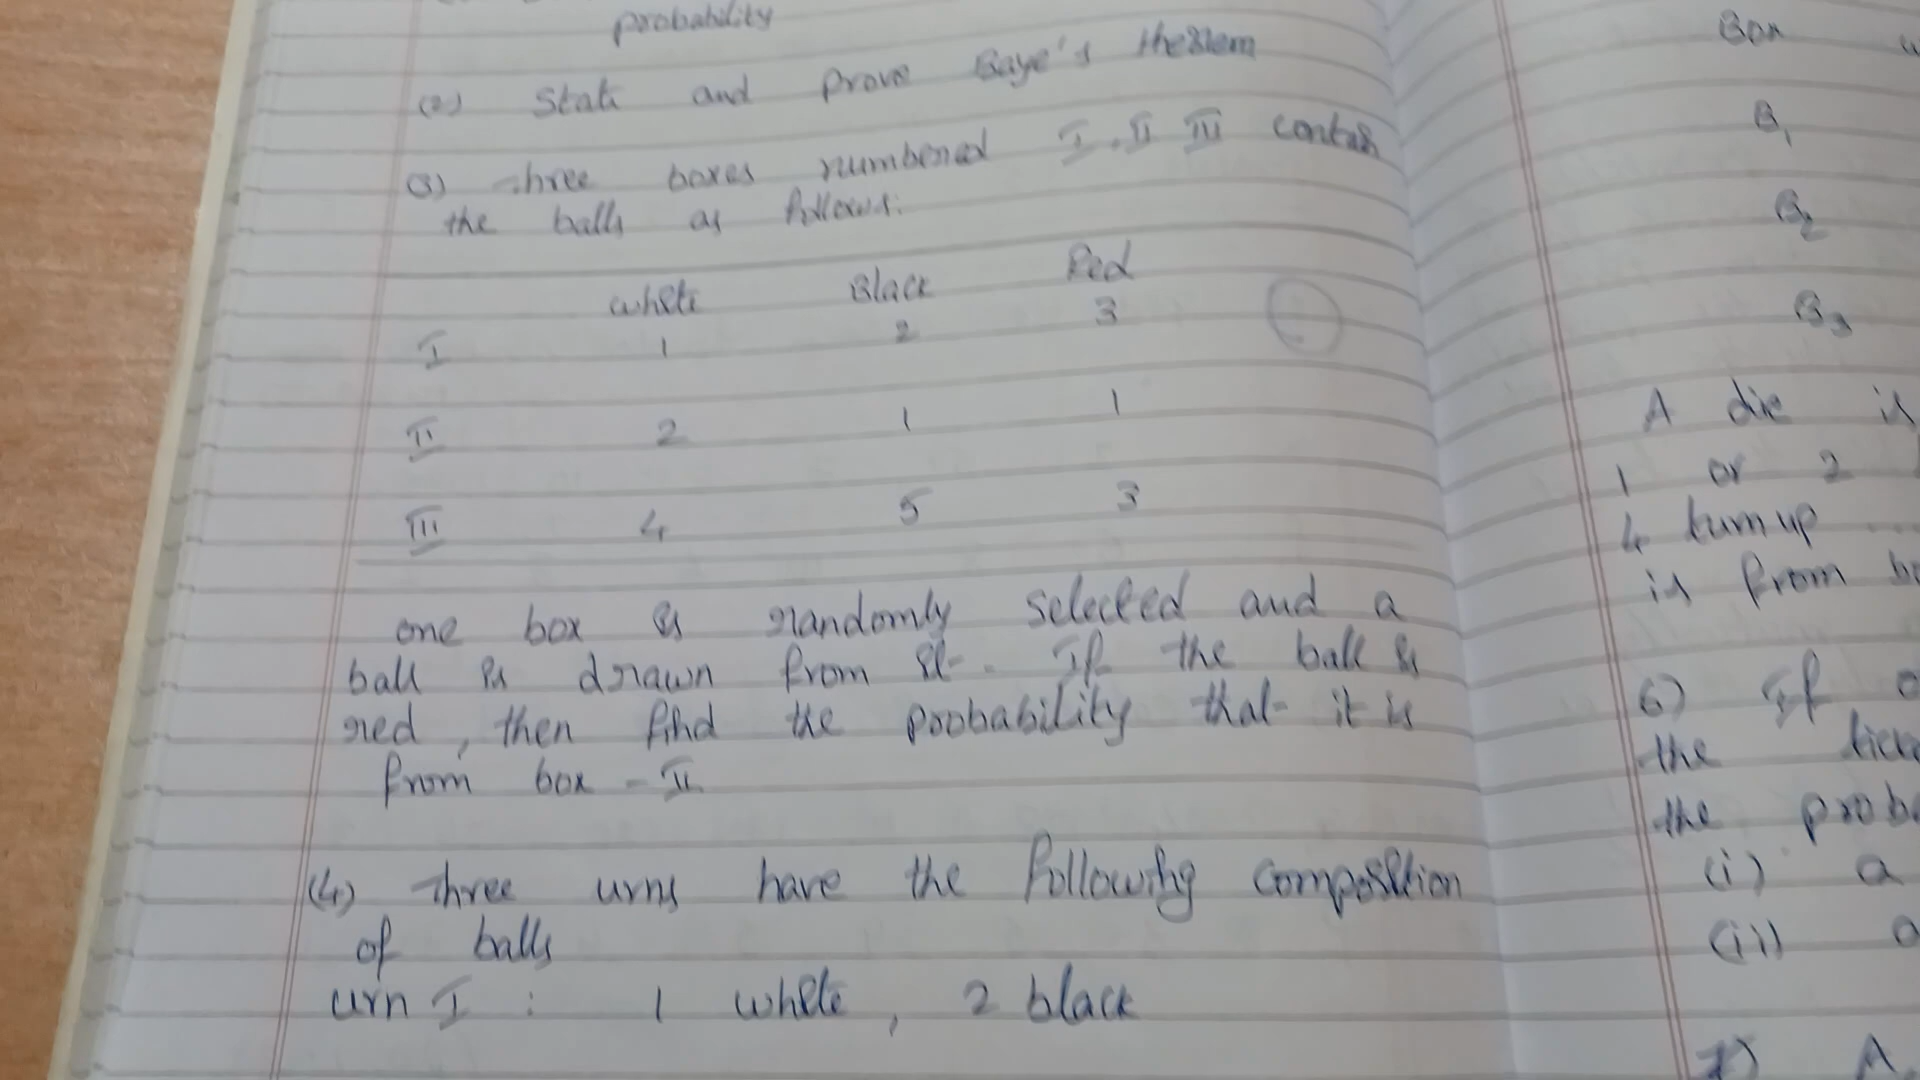 probability
(2) State and prove Baye's theorem
(3) Three boxes numbered I, II III contain
the balls as follows:
white Black Red
I 1 2 3
II 2 1 1
III 4 5 3
one box is randomly selected and a
ball is drawn from it. If the ball is
red, then find the probability that it is
from box - II
(4) Three urns have the following composition
of balls
urn I : 1 white, 2 black
Box
B1
B2
B3
A die is
1 or 2
4 turn up
is from
6) If
the
the
(i) a
(ii)
7) A